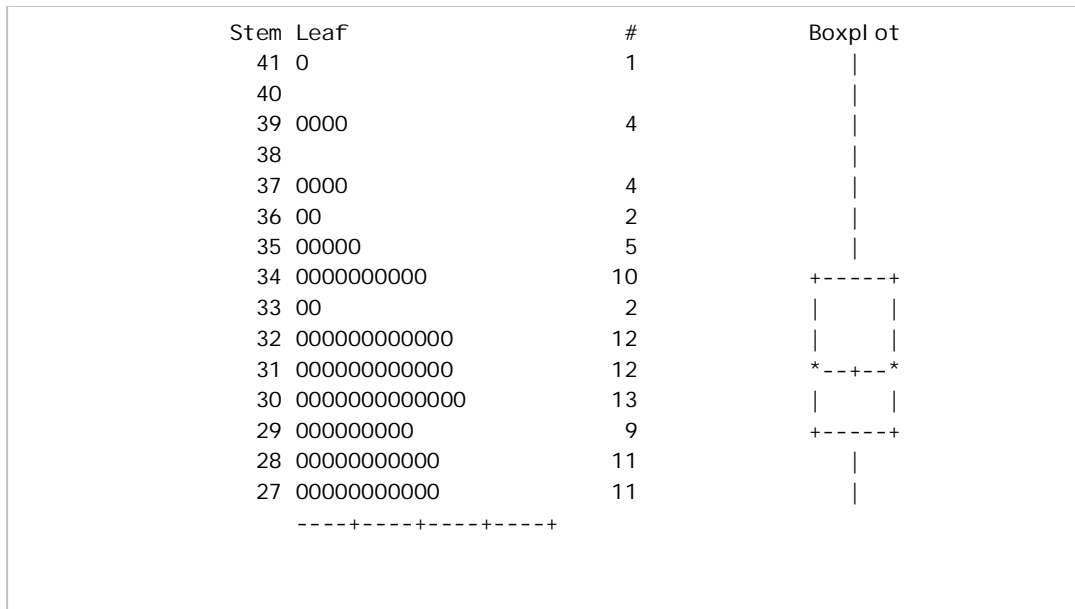 Stem Leaf # Boxplot
41 0 1 |
40 |
39 0000 4 |
38 |
37 0000 4 |
36 00 2 |
35 00000 5 |
34 0000000000 10 +-----+
33 00 2 | |
32 000000000000 12 | |
31 000000000000 12 *--+--*
30 0000000000000 13 | |
29 000000000 9 +-----+
28 00000000000 11 |
27 00000000000 11 |
----+----+----+----+